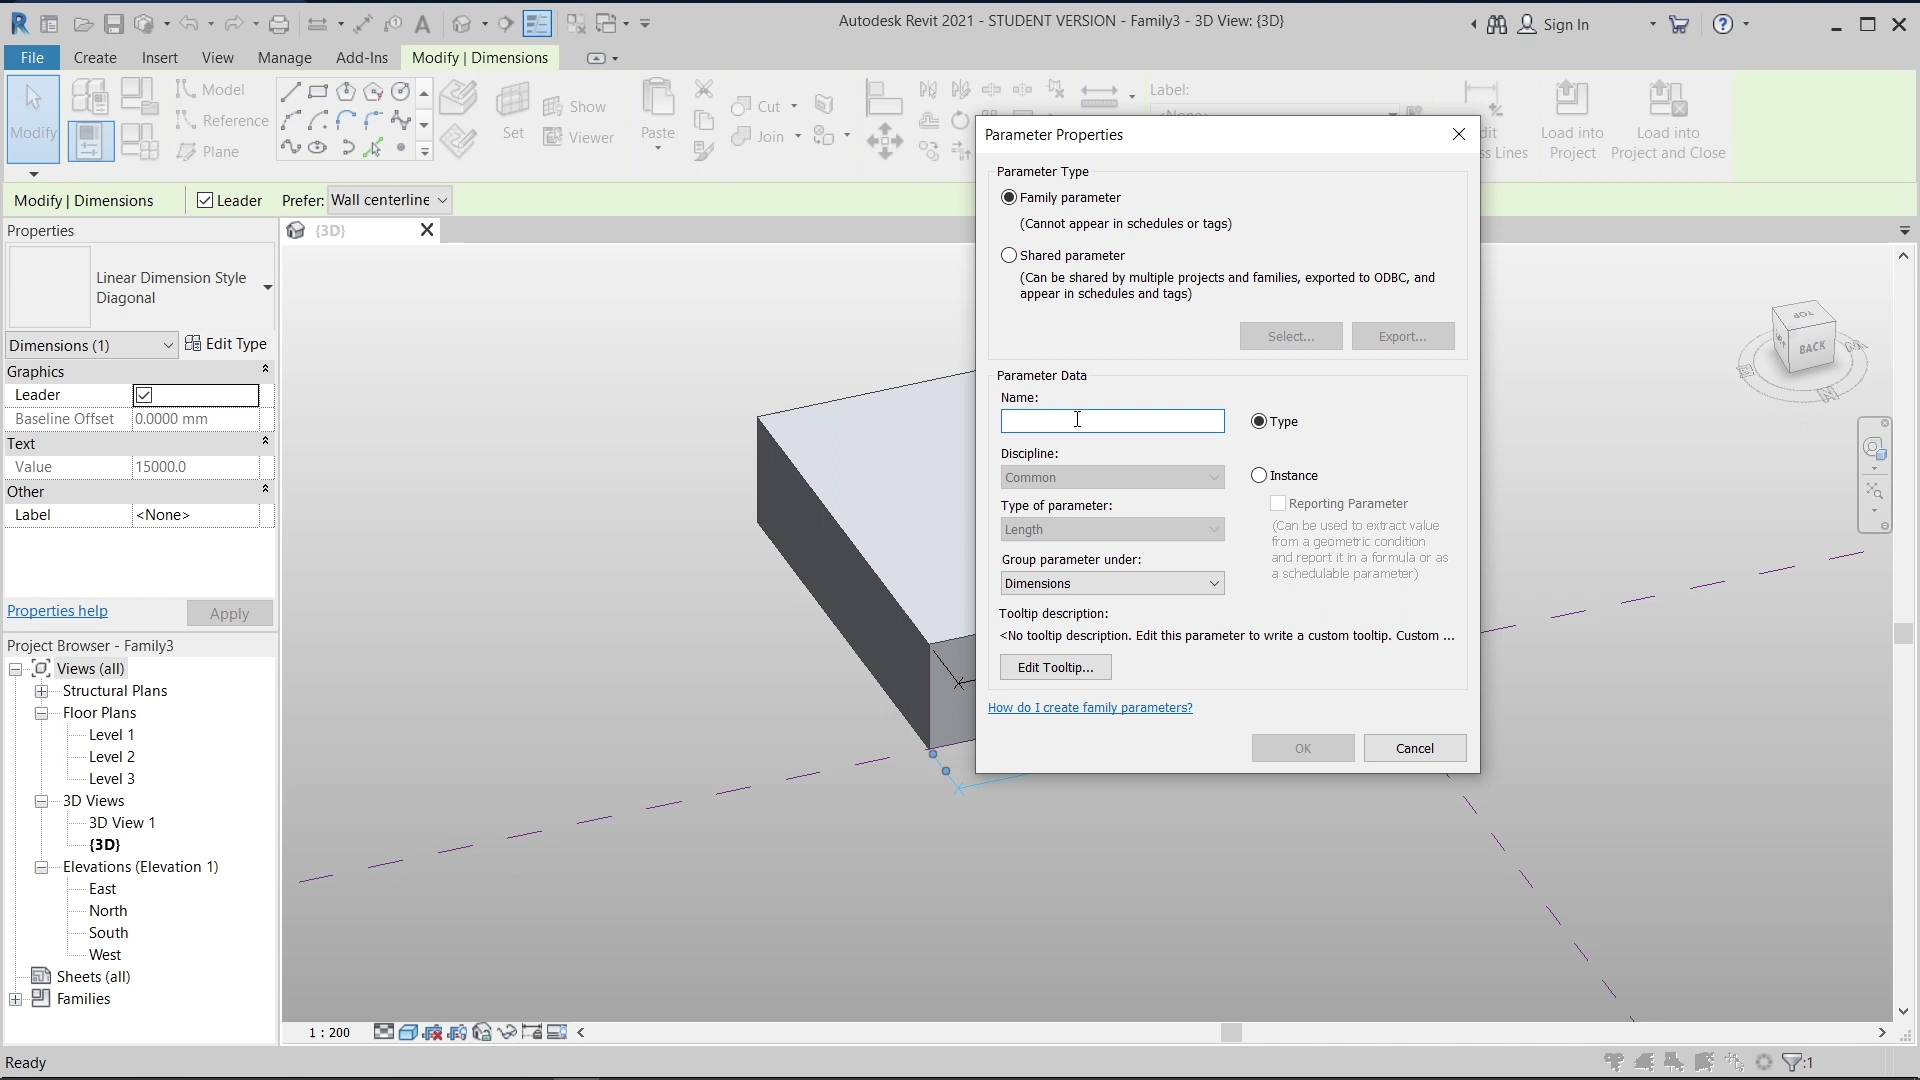 Autodesk Revit 2021 - STUDENT VERSION - Family3 - 3D View: {3D}
Sign In
File
Create
Insert
View
Manage
Add-Ins
Modify | Dimensions
Modify
Model
Reference
Plane
Set
Show
Viewer
Paste
Cut
Join
Label:
Load into
Project
Load into
Project and Close
Lines
Modify | Dimensions
Leader
Prefer:
Wall centerline
Properties
{3D}
Linear Dimension Style
Diagonal
Dimensions (1)
Edit Type
Graphics
Leader
Baseline Offset
0.0000 mm
Text
Value
15000.0
Other
Label
<None>
Properties help
Apply
Project Browser - Family3
Views (all)
Structural Plans
Floor Plans
Level 1
Level 2
Level 3
3D Views
3D View 1
{3D}
Elevations (Elevation 1)
East
North
South
West
Sheets (all)
Families
Parameter Properties
Parameter Type
Family parameter
(Cannot appear in schedules or tags)
Shared parameter
(Can be shared by multiple projects and families, exported to ODBC, and
appear in schedules and tags)
Select...
Export...
Parameter Data
Name:
Type
Discipline:
Common
Instance
Reporting Parameter
(Can be used to extract value
from a geometric condition
and report it in a formula or as
a schedulable parameter)
Type of parameter:
Length
Group parameter under:
Dimensions
Tooltip description:
<No tooltip description. Edit this parameter to write a custom tooltip. Custom ...
Edit Tooltip...
How do I create family parameters?
OK
Cancel
TOP
BACK
1 : 200
Ready
:1